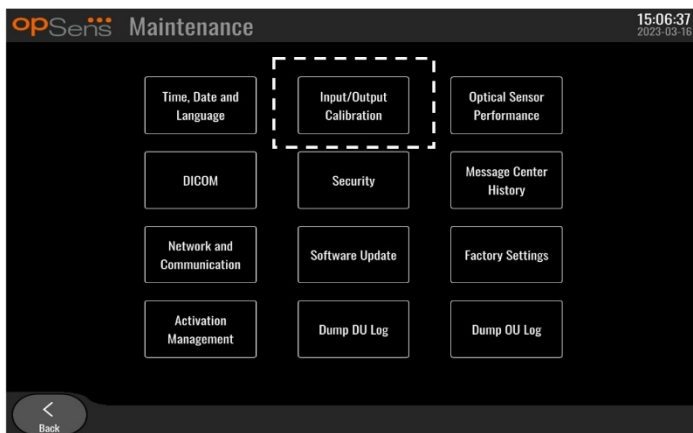 opSens Maintenance
15:06:37
2023-03-16
Time, Date and
Language
Input/Output
Calibration
Optical Sensor
Performance
DICOM
Security
Message Center
History
Network and
Communication
Software Update
Factory Settings
Activation
Management
Dump DU Log
Dump OU Log
Back